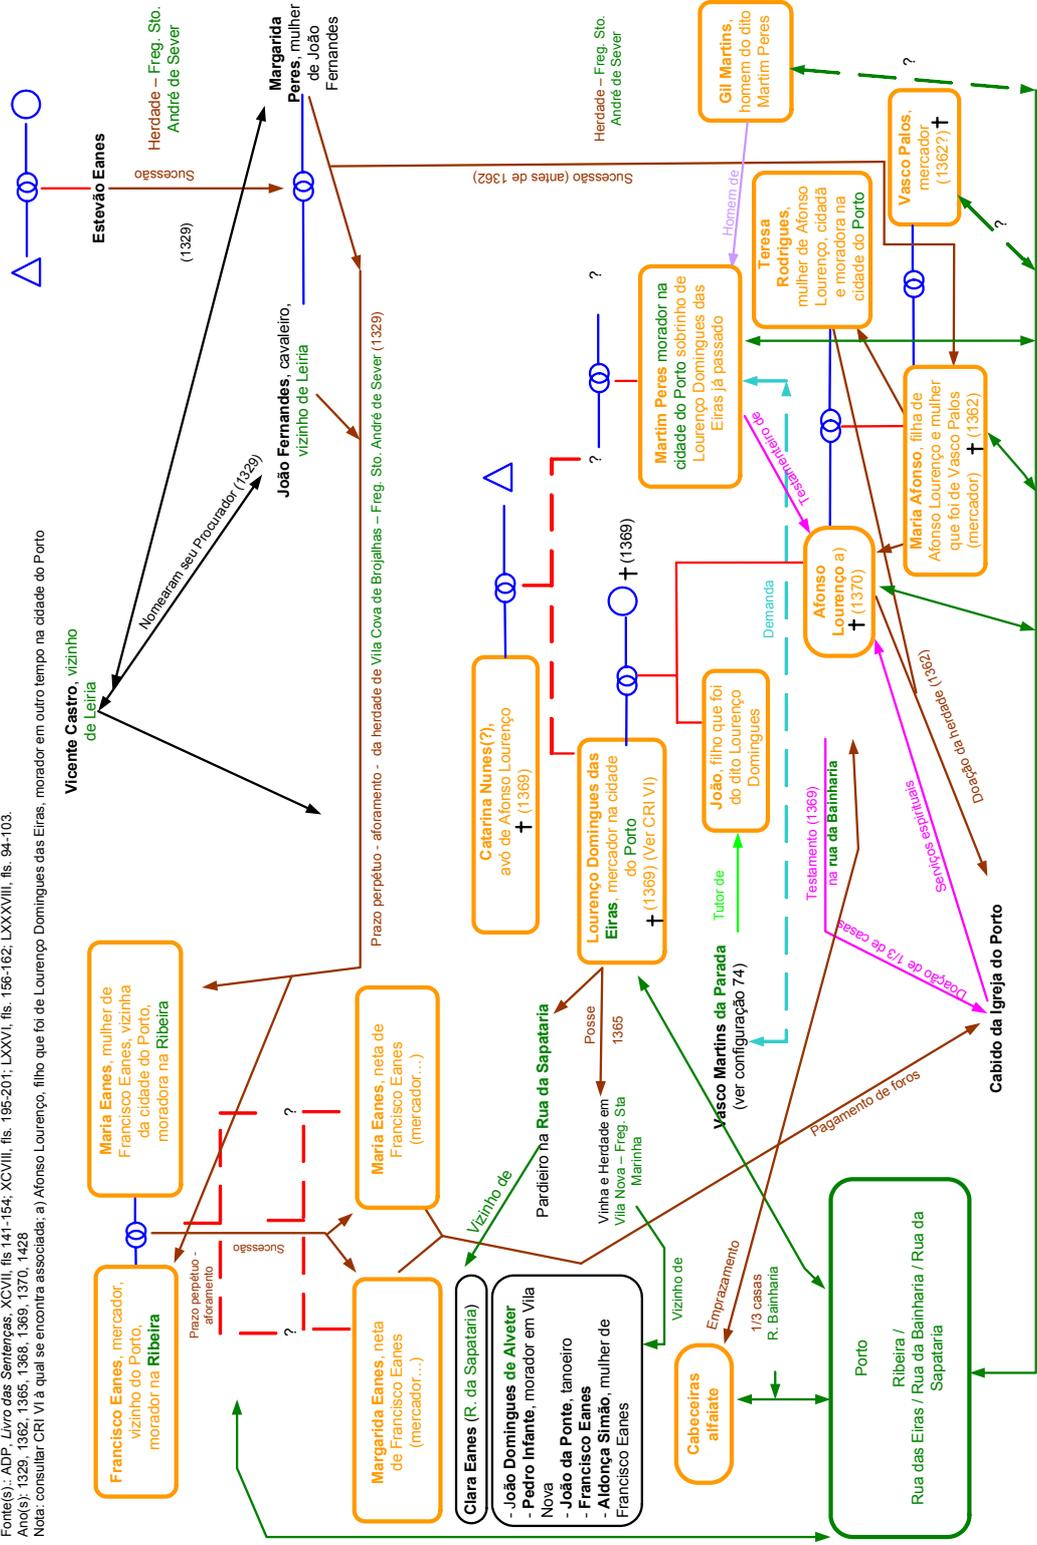 Fonte(s).: ADP, Livro das Sentenças, XCVII, fls 141-154; XCVIII, fls. 195-201; LXXVI, fls. 156-162; LXXXVIII, fls. 94-103.
Ano(s): 1329, 1362, 1365, 1368, 1369, 1370, 1428
Nota: consultar CRI VI à qual se encontra associada; a) Afonso Lourenço, filho que foi de Lourenço Domingues das Eiras, morador em outro tempo na cidade do Porto
Estevão Eanes
Herdade – Freg. Sto.
André de Sever
Sucessão
Vicente Castro, vizinho
de Leiria
(1329)
Nomearam seu Procurador (1329)
João Fernandes, cavaleiro,
vizinho de Leiria
Margarida
Peres, mulher
de João
Fernandes
Prazo perpétuo - aforamento - da herdade de Vila Cova de Brojalhas – Freg. Sto. André de Sever (1329)
Francisco Eanes, mercador,
vizinho do Porto,
morador na Ribeira
Maria Eanes, mulher de
Francisco Eanes, vizinha
da cidade do Porto,
moradora na Ribeira
Prazo perpétuo -
aforamento
Sucessão
?
?
Margarida Eanes, neta
de Francisco Eanes
(mercador…)
Maria Eanes, neta de
Francisco Eanes
(mercador…)
Clara Eanes (R. da Sapataria)
Vizinho de
- João Domingues de Alveter
- Pedro Infante, morador em Vila
Nova
- João da Ponte, tanoeiro
- Francisco Eanes
- Aldonça Simão, mulher de
Francisco Eanes
Pardieiro na Rua da Sapataria
Vinha e Herdade em
Vila Nova – Freg. Sta
Marinha
Posse
1365
Vizinho de
Catarina Nunes(?),
avó de Afonso Lourenço
✝ (1369)
Lourenço Domingues das
Eiras, mercador na cidade
do Porto
✝ (1369) (Ver CRI VI)
✝ (1369)
?
?
Herdade – Freg. Sto.
André de Sever
Sucessão (antes de 1362)
Martim Peres morador na
cidade do Porto sobrinho de
Lourenço Domingues das
Eiras já passado
Gil Martins,
homem do dito
Martim Peres
Homem de
?
João, filho que foi
do dito Lourenço
Domingues
Tutor de
Vasco Martins da Parada
(ver configuração 74)
Demanda
Testamenteiro de
Teresa
Rodrigues,
mulher de Afonso
Lourenço, cidadã
e moradora na
cidade do Porto
Afonso
Lourenço a)
✝ (1370)
Vasco Palos,
mercador
(1362?) ✝
?
Maria Afonso, filha de
Afonso Lourenço e mulher
que foi de Vasco Palos
(mercador) ✝ (1362)
Cabeceiras
alfaiate
Emprazamento
1/3 casas
R. Bainharia
Testamento (1369)
na rua da Bainharia
Doação de 1/3 de casas
Serviços espirituais
Doação da herdade (1362)
Pagamento de foros
Cabido da Igreja do Porto
Porto
Ribeira /
Rua das Eiras / Rua da Bainharia / Rua da
Sapataria